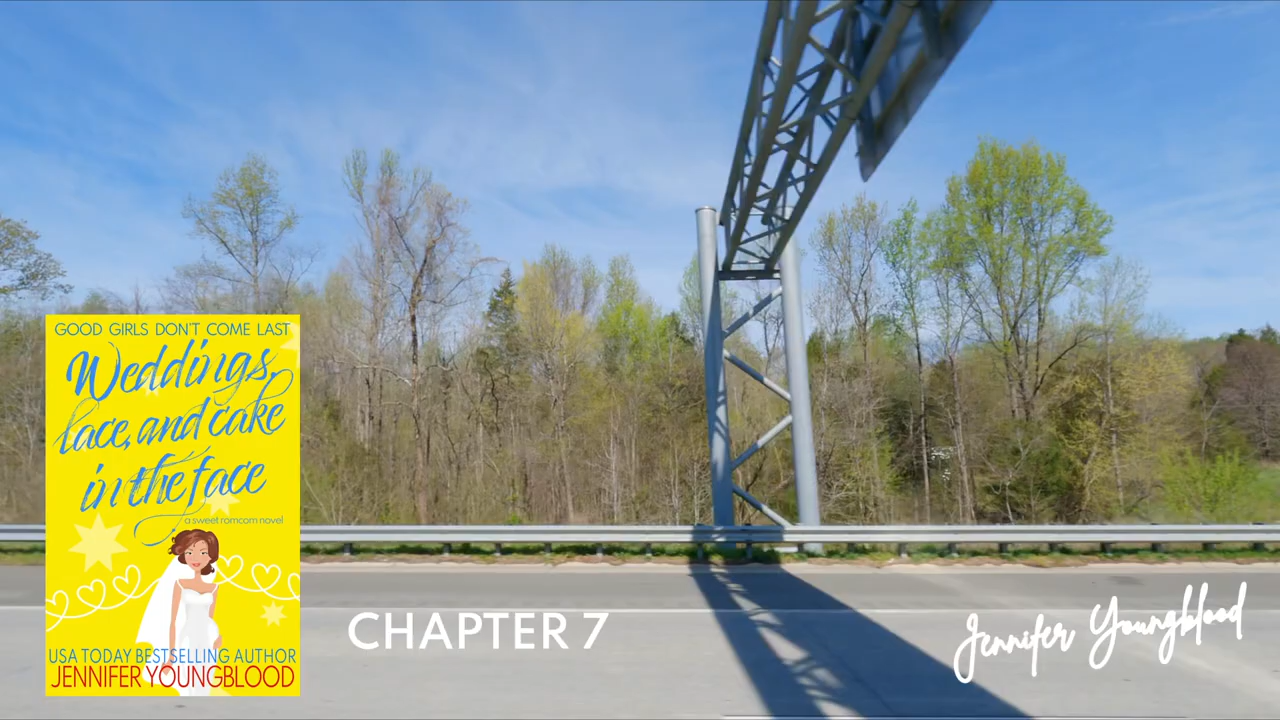 GOOD GIRLS DON'T COME LAST
Weddings,
lace, and cake
in the face
a sweet romcom novel
USA TODAY BESTSELLING AUTHOR
JENNIFER YOUNGBLOOD
CHAPTER 7
Jennifer Youngblood